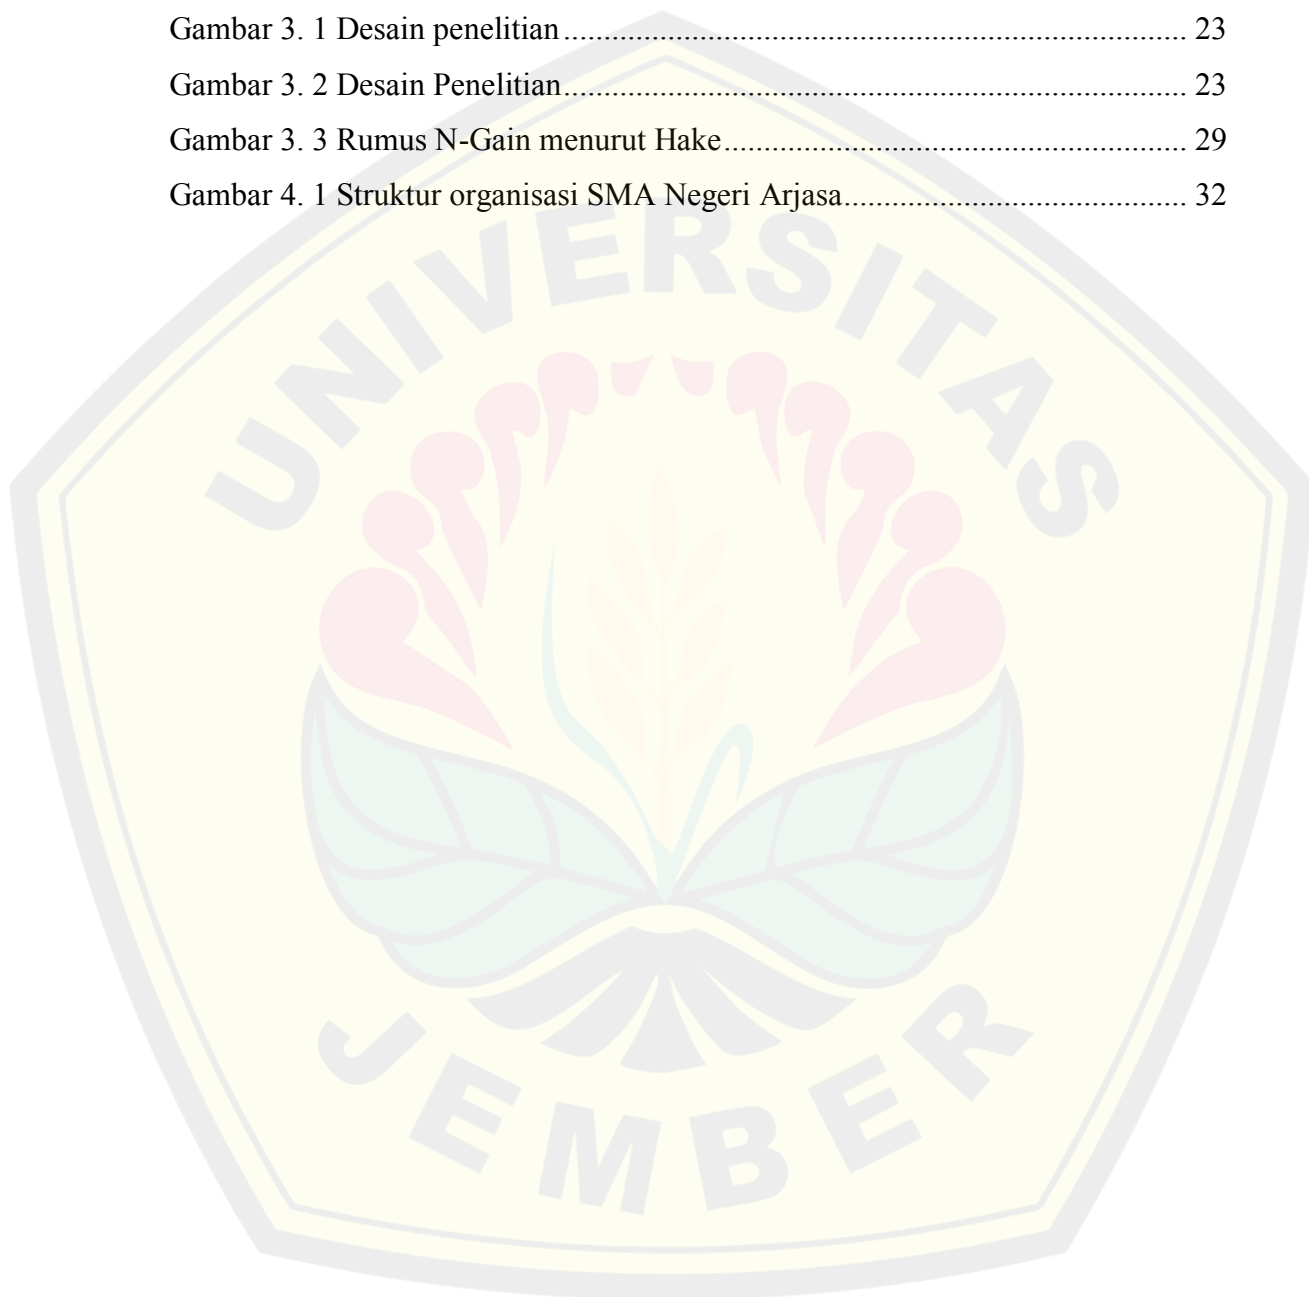 Gambar 3. 1 Desain penelitian........................................................................... 23
Gambar 3. 2 Desain Penelitian........................................................................... 23
Gambar 3. 3 Rumus N-Gain menurut Hake........................................................ 29
Gambar 4. 1 Struktur organisasi SMA Negeri Arjasa......................................... 32
UNIVERSITAS
JEMBER